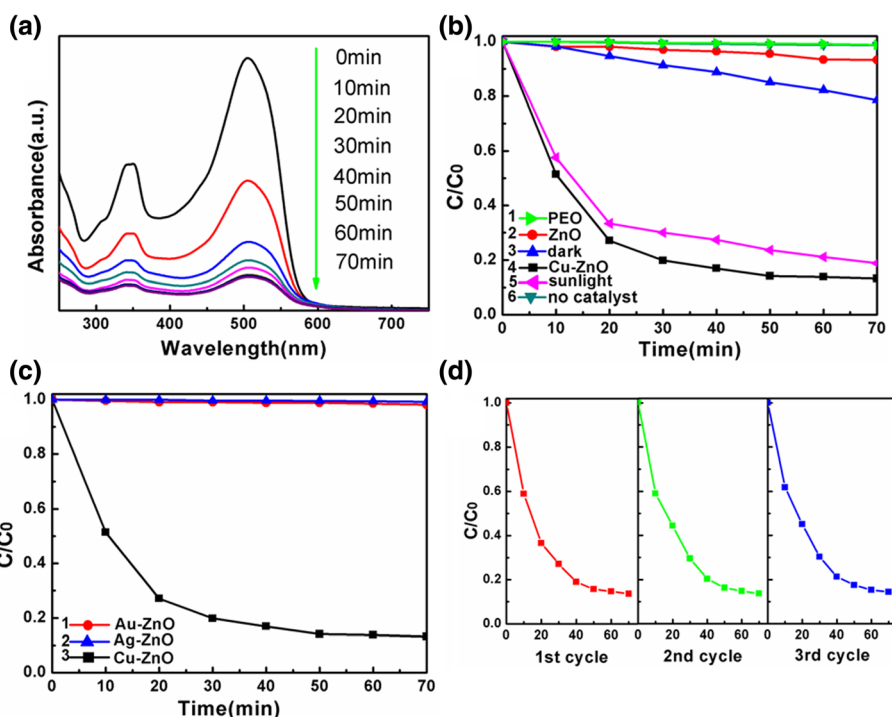 (a)
Absorbance(a.u.)
0min
10min
20min
30min
40min
50min
60min
70min
300 400 500 600 700
Wavelength(nm)
(b)
C/C0
1.0
0.8
0.6
0.4
0.2
0.0
1 PEO
2 ZnO
3 dark
4 Cu-ZnO
5 sunlight
6 no catalyst
0 10 20 30 40 50 60 70
Time(min)
(c)
C/C0
1.0
0.8
0.6
0.4
0.2
0.0
1 Au-ZnO
2 Ag-ZnO
3 Cu-ZnO
0 10 20 30 40 50 60 70
Time(min)
(d)
C/C0
1.0
0.8
0.6
0.4
0.2
0.0
0 20 40 60 0 20 40 60 0 20 40 60
1st cycle 2nd cycle 3rd cycle